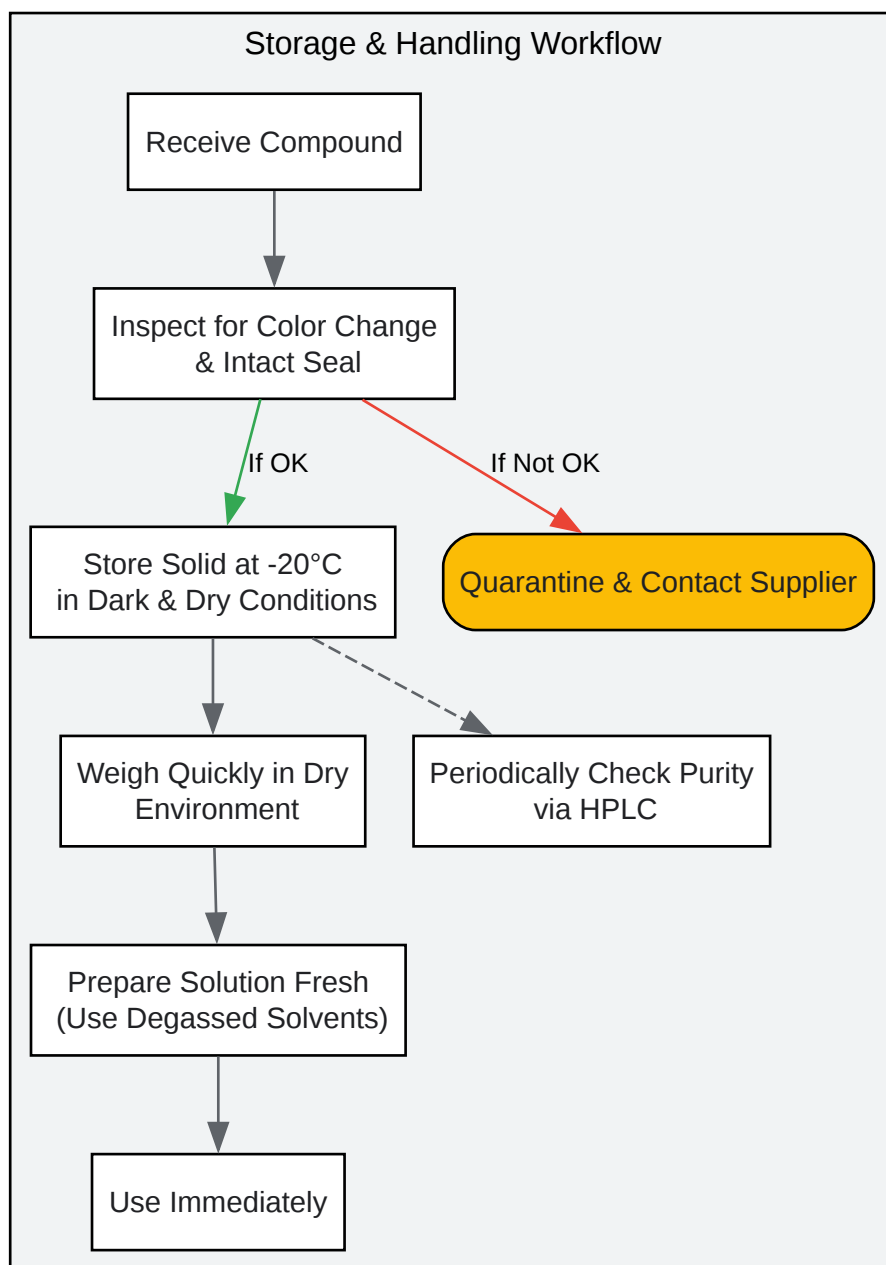 Storage & Handling Workflow
Receive Compound
Inspect for Color Change
& Intact Seal
If OK
If Not OK
Store Solid at -20°C
in Dark & Dry Conditions
Quarantine & Contact Supplier
Weigh Quickly in Dry
Environment
Periodically Check Purity
via HPLC
Prepare Solution Fresh
(Use Degassed Solvents)
Use Immediately